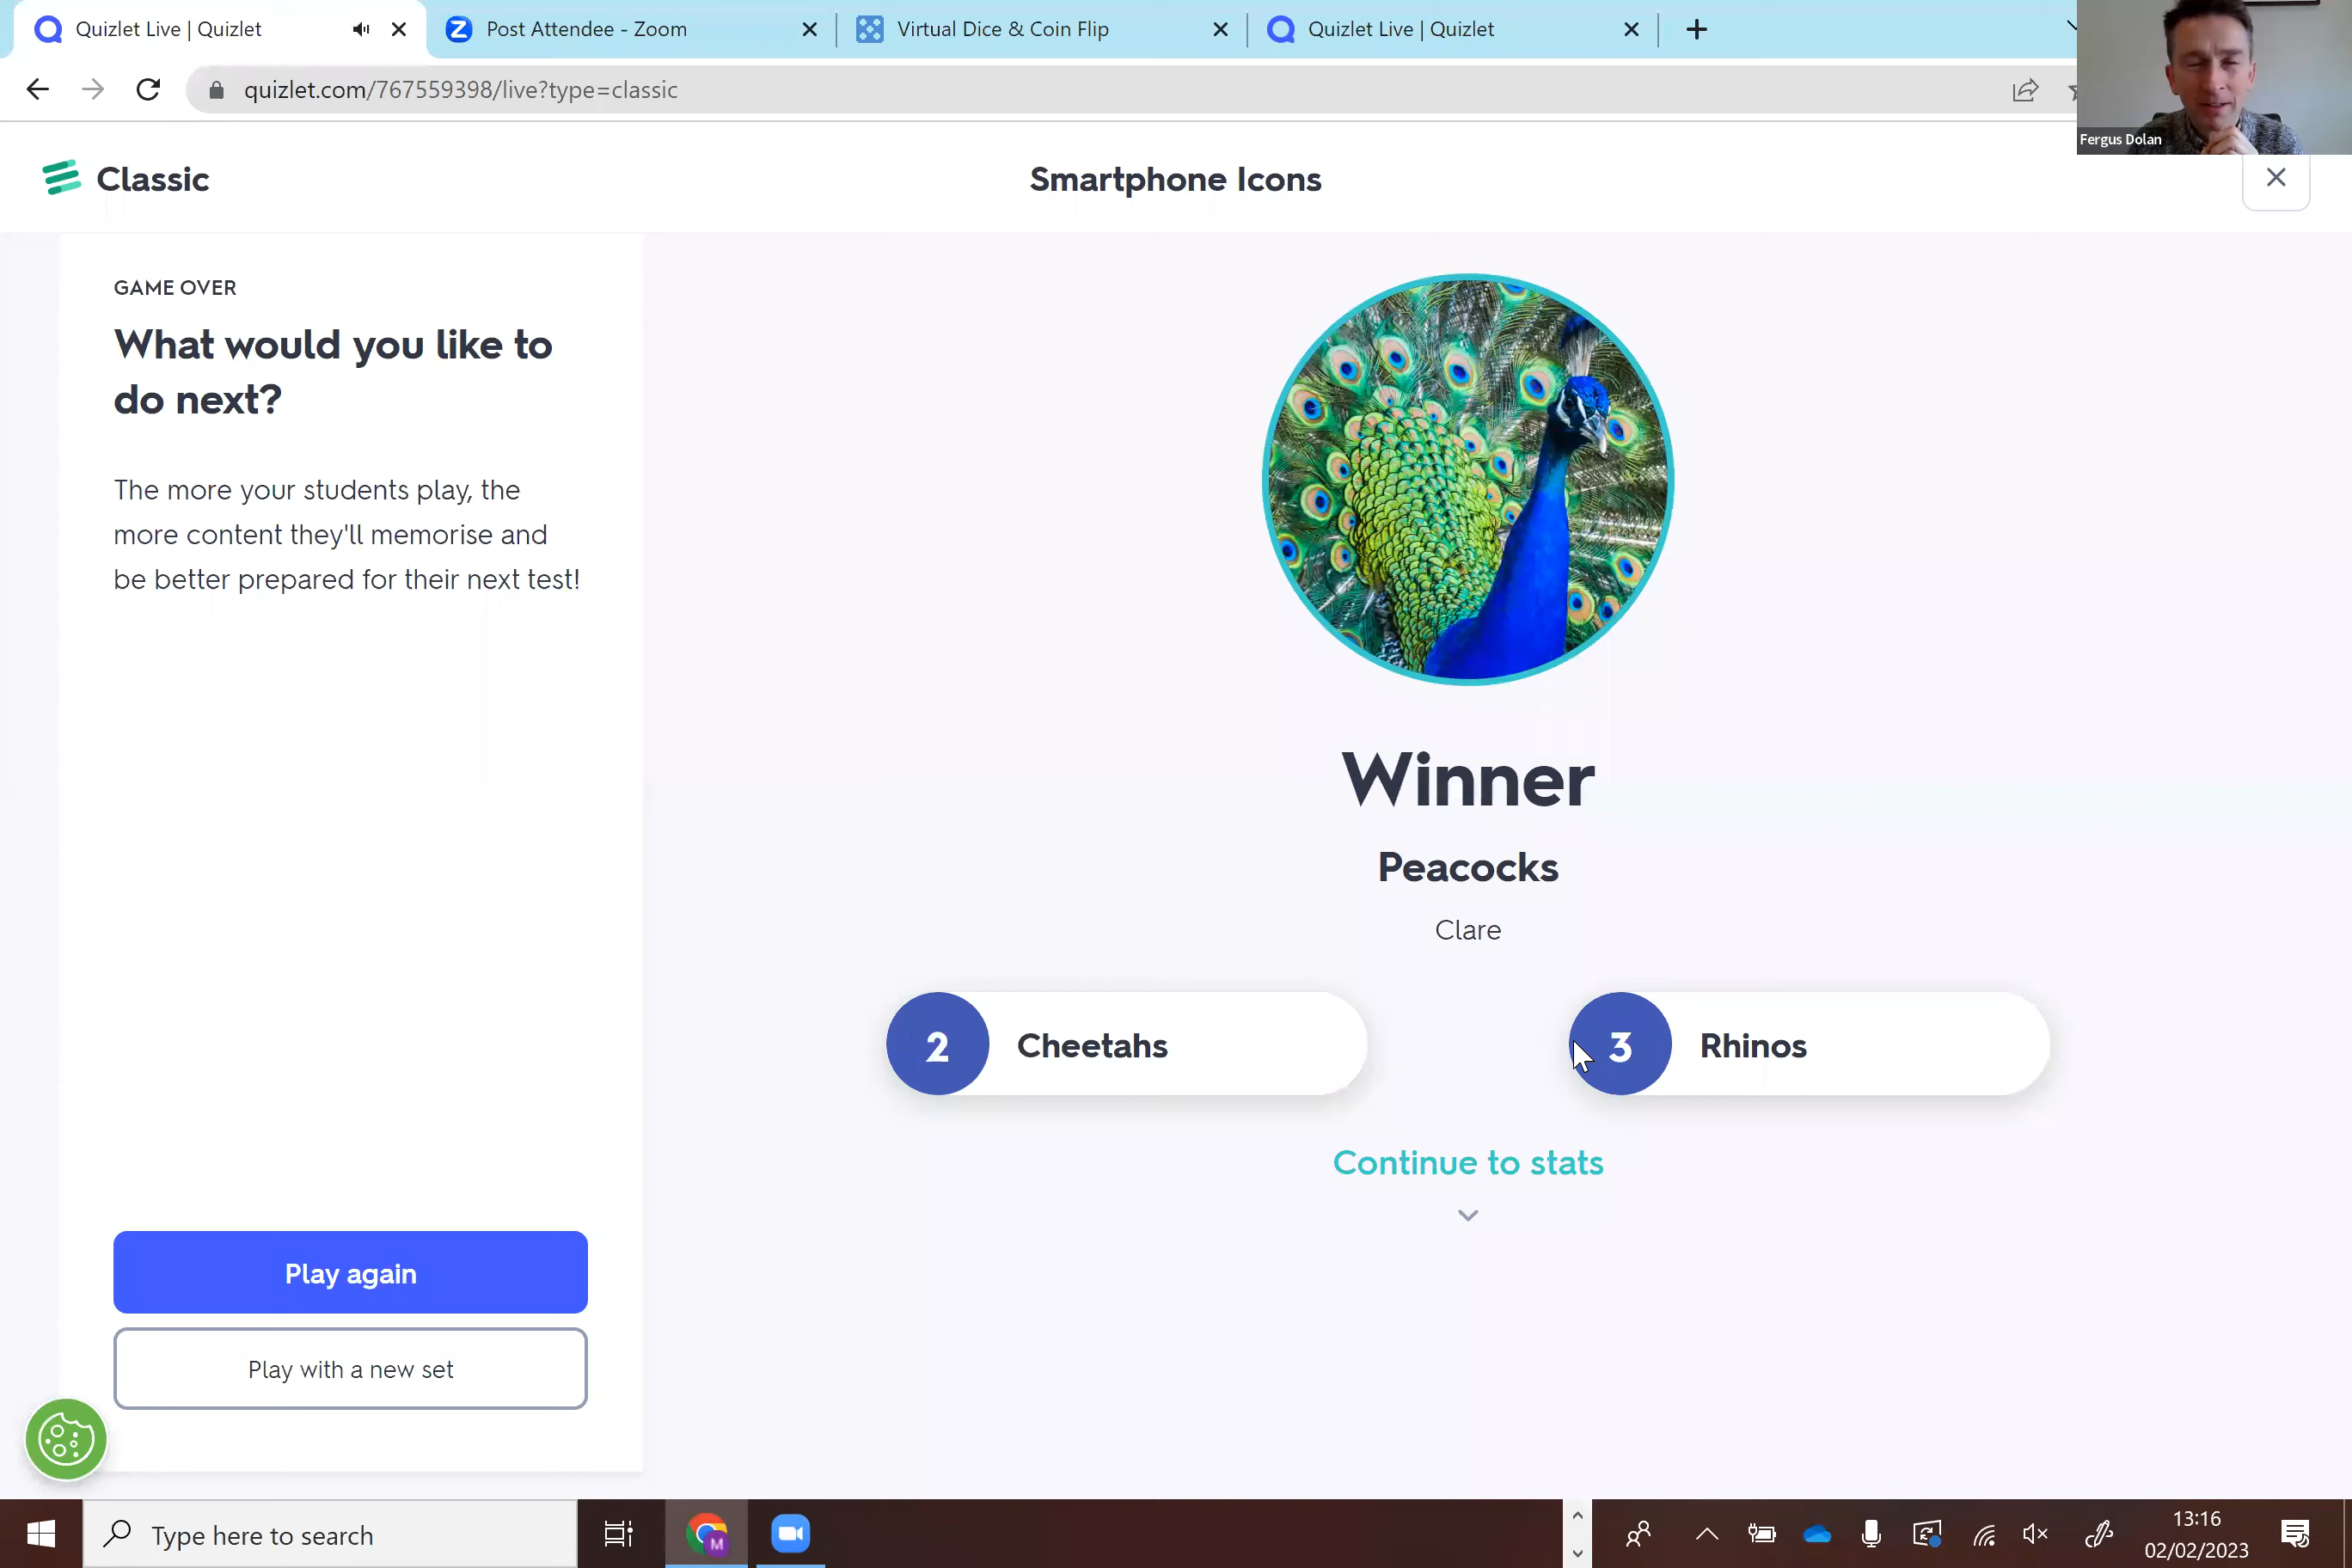 Quizlet Live | Quizlet
Post Attendee - Zoom
Virtual Dice & Coin Flip
Quizlet Live | Quizlet
quizlet.com/767559398/live?type=classic
Fergus Dolan
Classic
Smartphone Icons
GAME OVER
What would you like to
do next?
The more your students play, the
more content they'll memorise and
be better prepared for their next test!
Winner
Peacocks
Clare
2 Cheetahs
3 Rhinos
Continue to stats
Play again
Play with a new set
Type here to search
M
13:16
02/02/2023